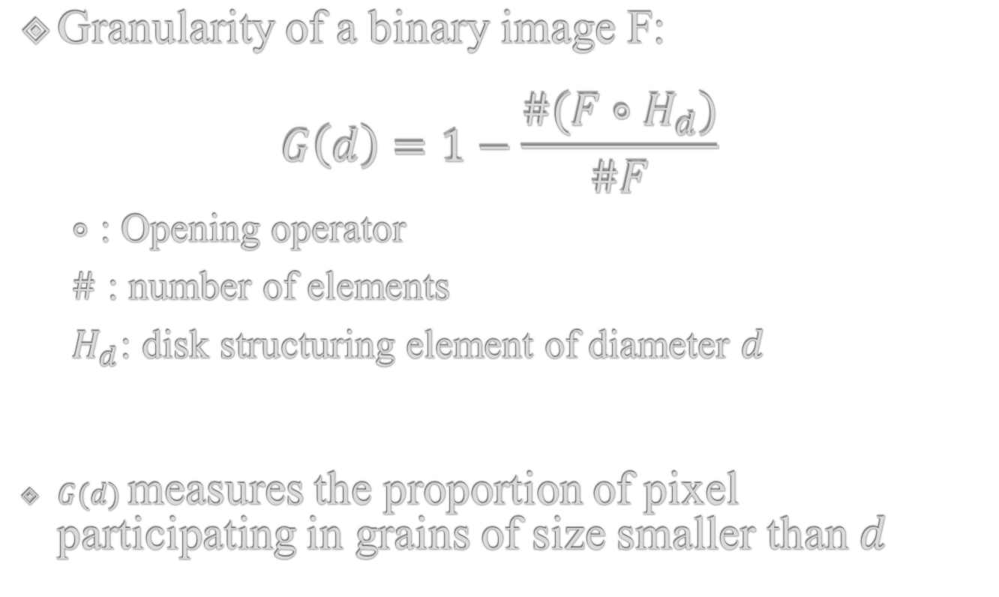 ❖ Granularity of a binary image F:
G(d) = 1 − #(F ∘ H_d) / #F
∘ : Opening operator
# : number of elements
H_d: disk structuring element of diameter d
❖ G(d) measures the proportion of pixel
participating in grains of size smaller than d